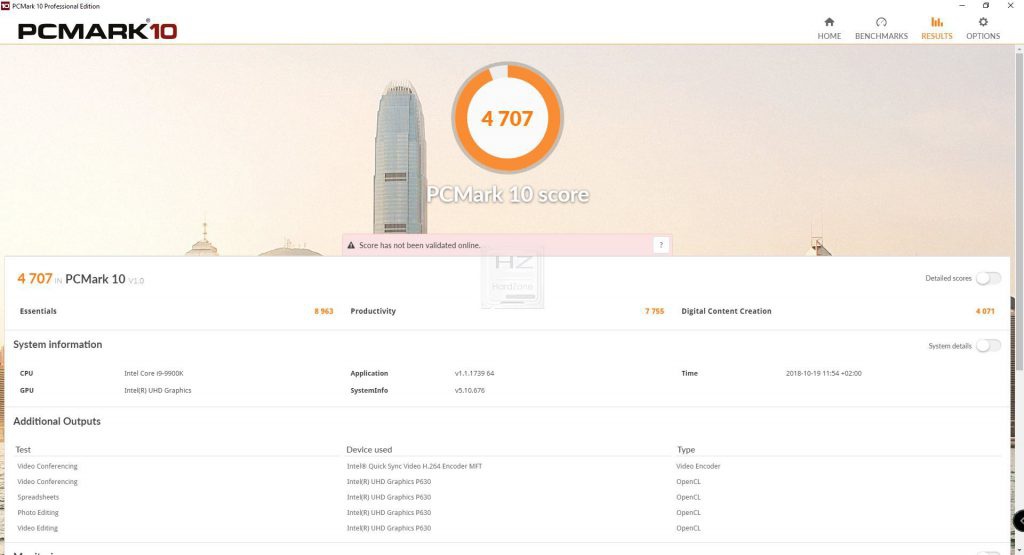 10 PCMark 10 Professional Edition
PCMARK®10
HOME BENCHMARKS RESULTS OPTIONS
4 707
PCMark 10 score
Score has not been validated online. ?
HZ
HardZone
4 707 IN PCMark 10 V1.0 Detailed scores
Essentials 8 963 Productivity 7 755 Digital Content Creation 4 071
System information System details
CPU Intel Core i9-9900K Application v1.1.1739 64 Time 2018-10-19 11:54 +02:00
GPU Intel(R) UHD Graphics SystemInfo v5.10.676
Additional Outputs
Test Device used Type
Video Conferencing Intel® Quick Sync Video H.264 Encoder MFT Video Encoder
Video Conferencing Intel(R) UHD Graphics P630 OpenCL
Spreadsheets Intel(R) UHD Graphics P630 OpenCL
Photo Editing Intel(R) UHD Graphics P630 OpenCL
Video Editing Intel(R) UHD Graphics P630 OpenCL